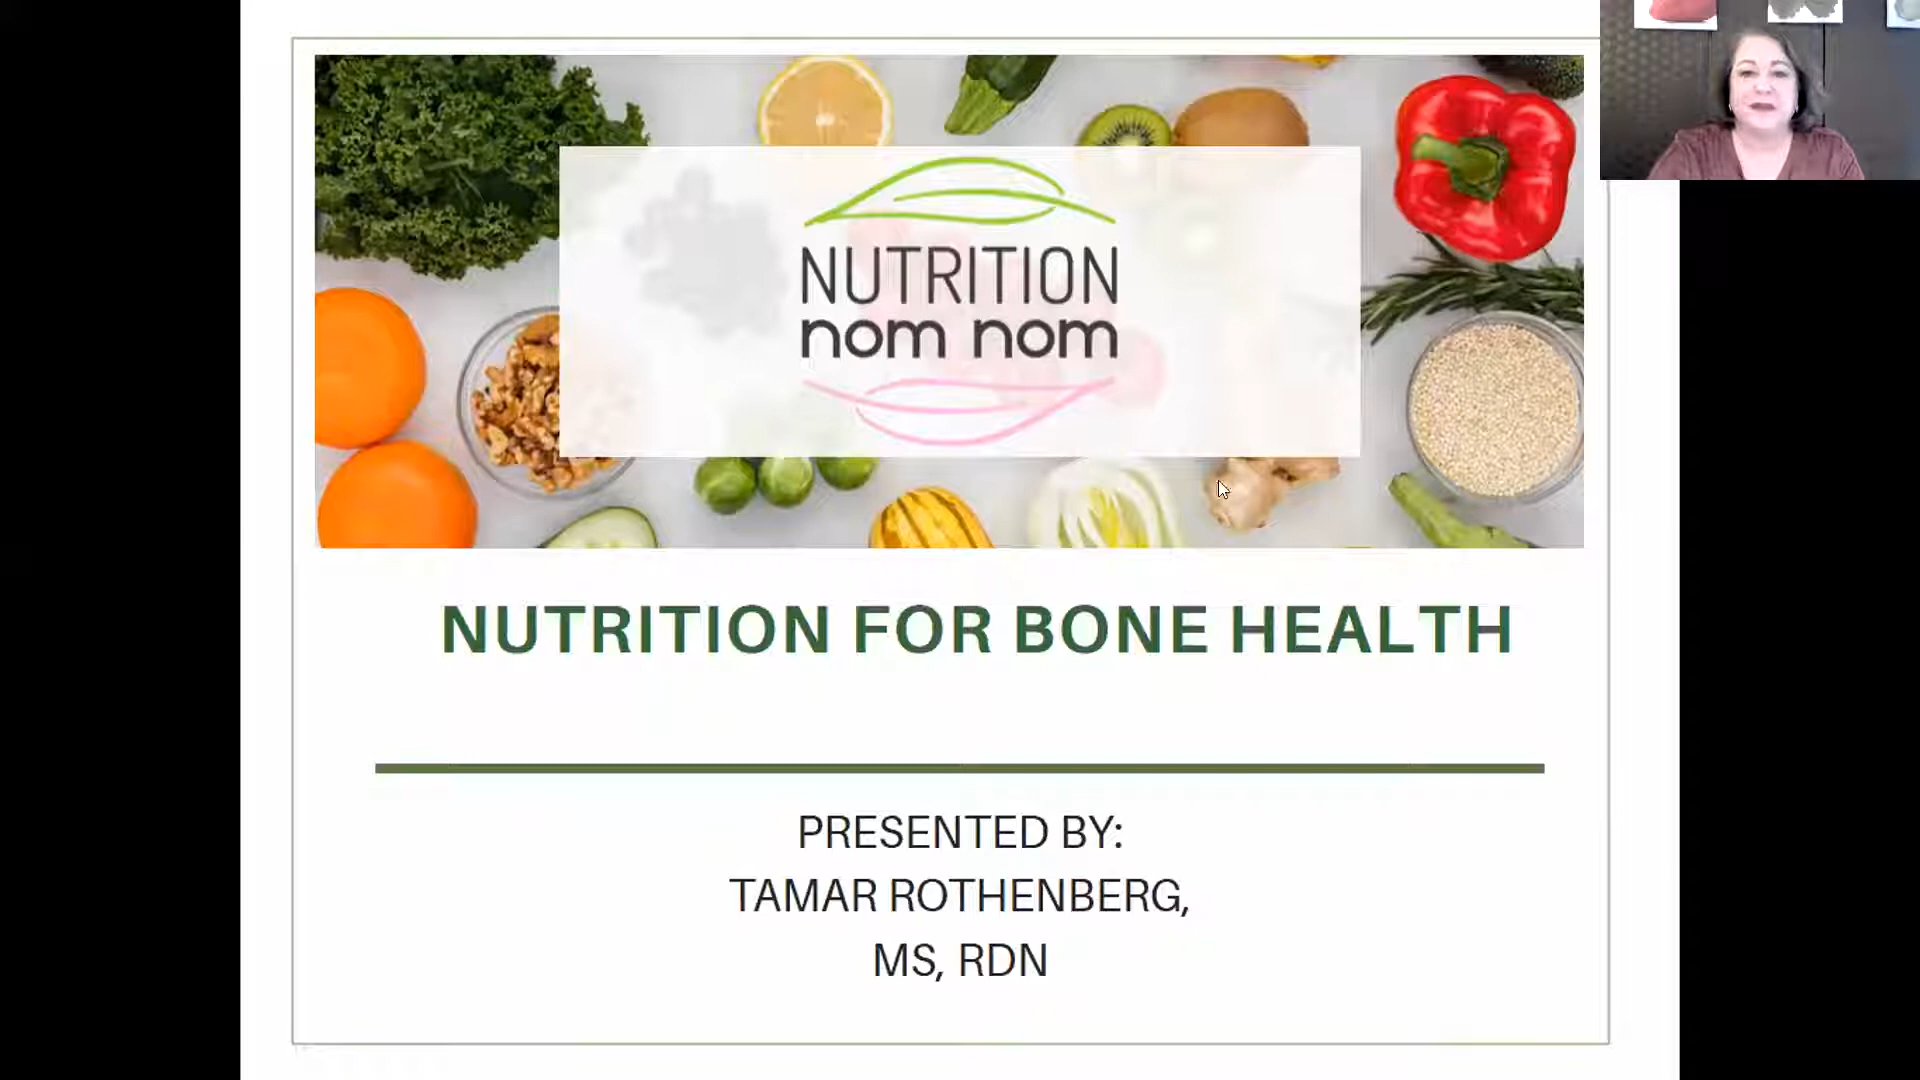 NUTRITION
nom nom
NUTRITION FOR BONE HEALTH
PRESENTED BY:
TAMAR ROTHENBERG,
MS, RDN